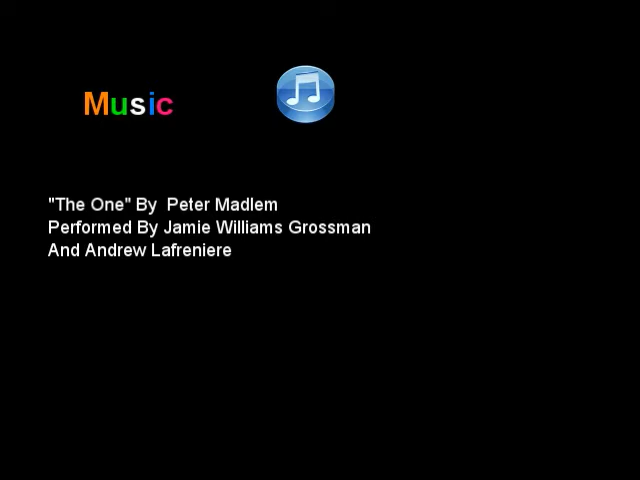 Music
"The One" By  Peter Madlem
Performed By Jamie Williams Grossman
And Andrew Lafreniere